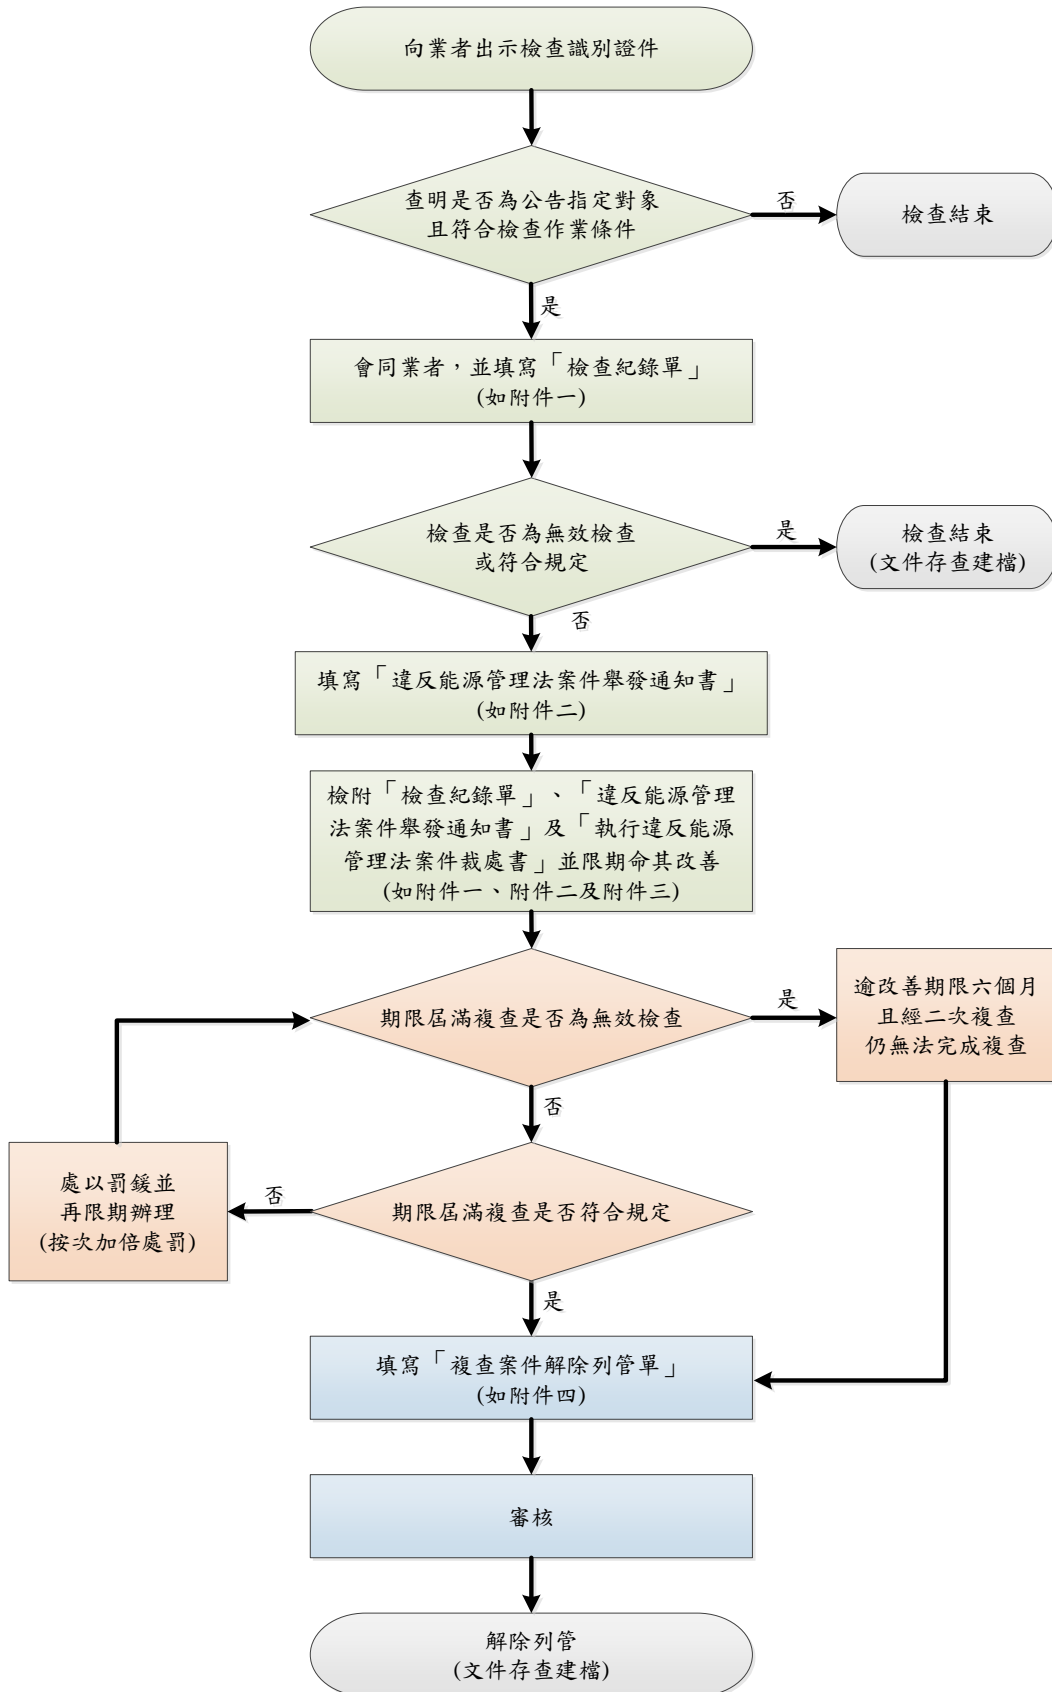 向業者出示檢查識別證件
查明是否為公告指定對象
且符合檢查作業條件
否
檢查結束
是
會同業者，並填寫「檢查紀錄單」
(如附件一)
檢查是否為無效檢查
或符合規定
是
檢查結束
(文件存查建檔)
否
填寫「違反能源管理法案件舉發通知書」
(如附件二)
檢附「檢查紀錄單」、「違反能源管理
法案件舉發通知書」及「執行違反能源
管理法案件裁處書」並限期命其改善
(如附件一、附件二及附件三)
期限屆滿複查是否為無效檢查
是
逾改善期限六個月
且經二次複查
仍無法完成複查
否
處以罰鍰並
再限期辦理
(按次加倍處罰)
否
期限屆滿複查是否符合規定
是
填寫「複查案件解除列管單」
(如附件四)
審核
解除列管
(文件存查建檔)